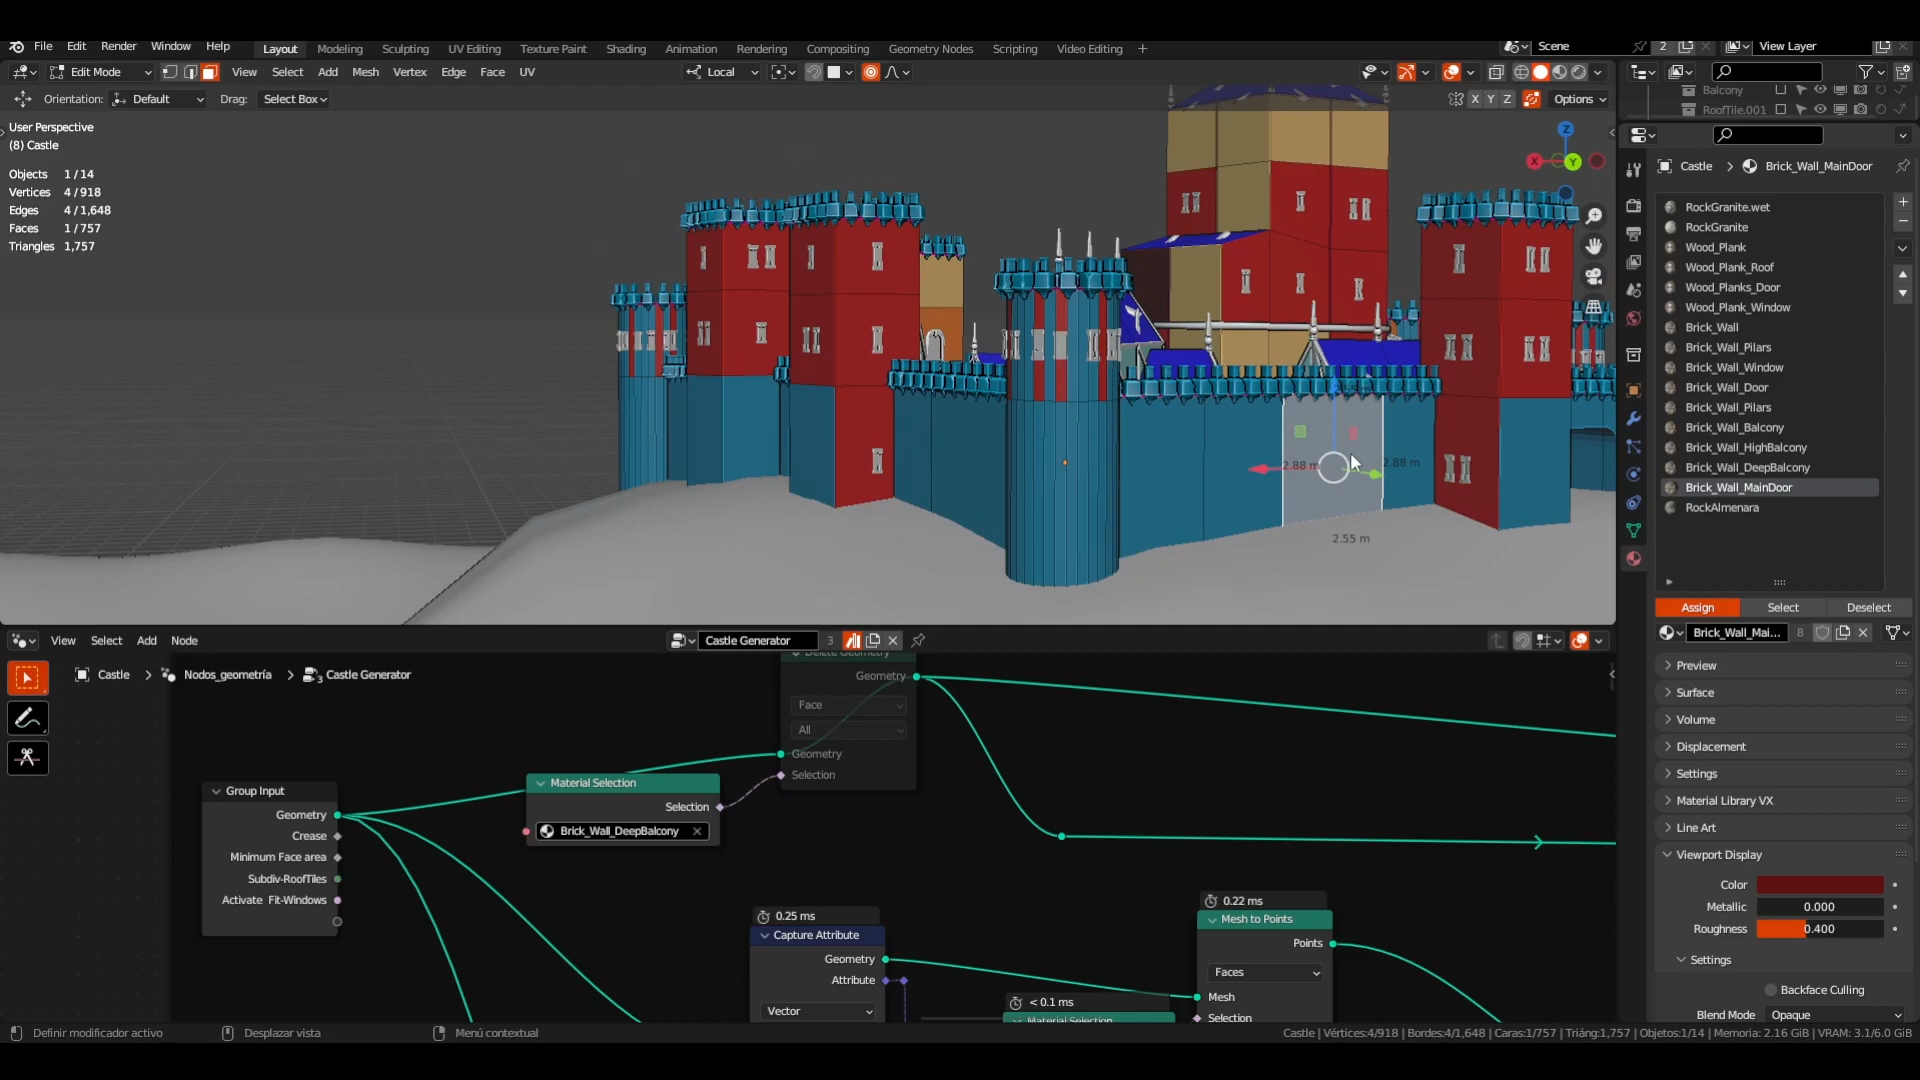 File Edit Render Window Help Layout Modeling Sculpting UV Editing Texture Paint Shading Animation Rendering Compositing Geometry Nodes Scripting Video Editing + Scene 2 View Layer
Edit Mode View Select Add Mesh Vertex Edge Face UV Local
Orientation: Default Drag: Select Box X Y Z Options
Balcony
RoofTile.001
User Perspective
(8) Castle
Objects 1 / 14
Vertices 4 / 918
Edges 4 / 1,648
Faces 1 / 757
Triangles 1,757
Z
X
Y
2.88 m
2.88 m
2.55 m
Castle > Brick_Wall_MainDoor
RockGranite.wet
RockGranite
Wood_Plank
Wood_Plank_Roof
Wood_Planks_Door
Wood_Plank_Window
Brick_Wall
Brick_Wall_Pilars
Brick_Wall_Window
Brick_Wall_Door
Brick_Wall_Pilars
Brick_Wall_Balcony
Brick_Wall_HighBalcony
Brick_Wall_DeepBalcony
Brick_Wall_MainDoor
RockAlmenara
Assign Select Deselect
Brick_Wall_Mai... 8
Preview
Surface
Volume
Displacement
Settings
Material Library VX
Line Art
Viewport Display
Color
Metallic 0.000
Roughness 0.400
Settings
Backface Culling
Blend Mode Opaque
View Select Add Node Castle Generator 3
Castle > Nodos_geometría > Castle Generator
Delete Geometry
Geometry
Face
All
Geometry
Selection
Material Selection
Selection
Brick_Wall_DeepBalcony
Group Input
Geometry
Crease
Minimum Face area
Subdiv-RoofTiles
Activate Fit-Windows
0.25 ms
Capture Attribute
Geometry
Attribute
Vector
< 0.1 ms
Material Selection
0.22 ms
Mesh to Points
Points
Faces
Mesh
Selection
Definir modificador activo Desplazar vista Menú contextual Castle | Vértices:4/918 | Bordes:4/1,648 | Caras:1/757 | Triáng:1,757 | Objetos:1/14 | Memoria: 2.16 GiB | VRAM: 3.1/6.0 GiB